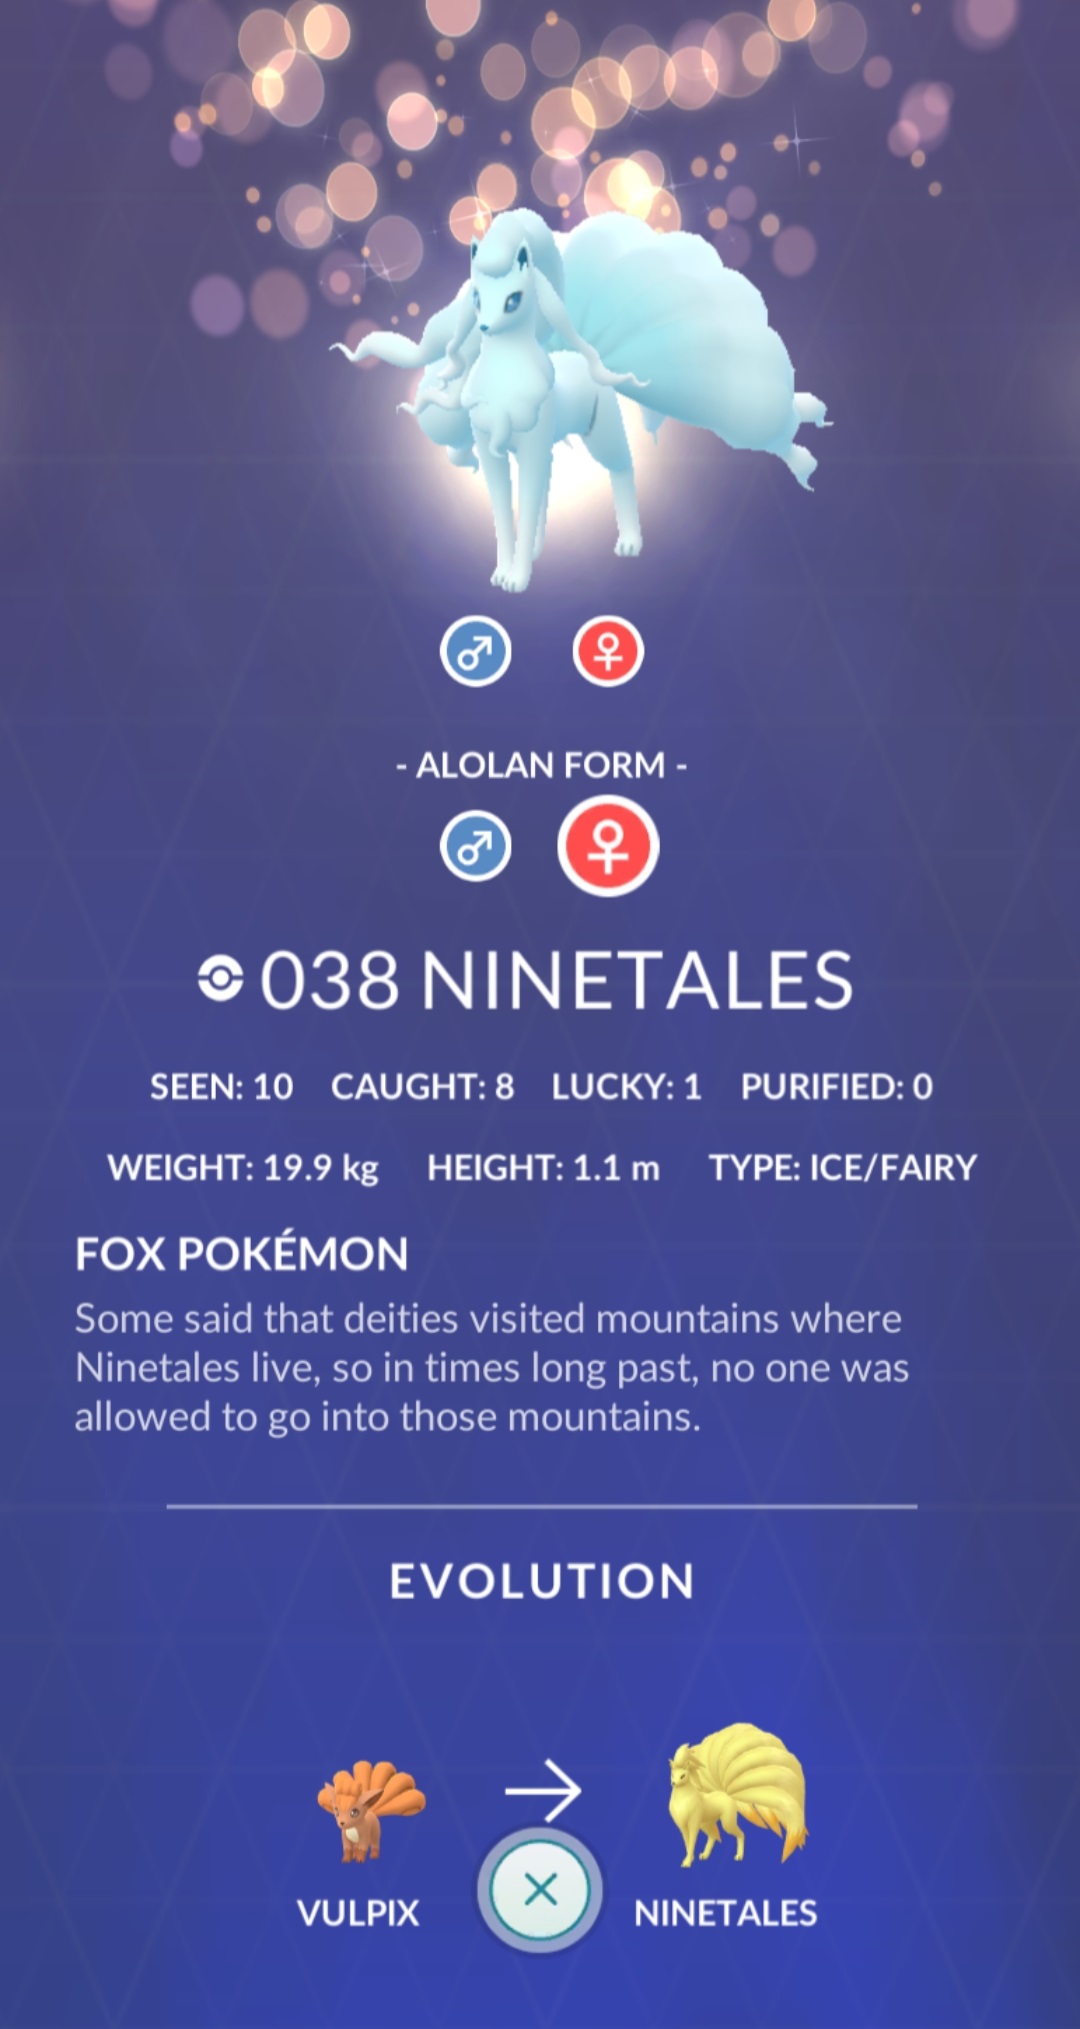 - ALOLAN FORM -
038 NINETALES
SEEN: 10 CAUGHT: 8 LUCKY: 1 PURIFIED: 0
WEIGHT: 19.9 kg HEIGHT: 1.1 m TYPE: ICE/FAIRY
FOX POKÉMON
Some said that deities visited mountains where
Ninetales live, so in times long past, no one was
allowed to go into those mountains.
EVOLUTION
VULPIX NINETALES